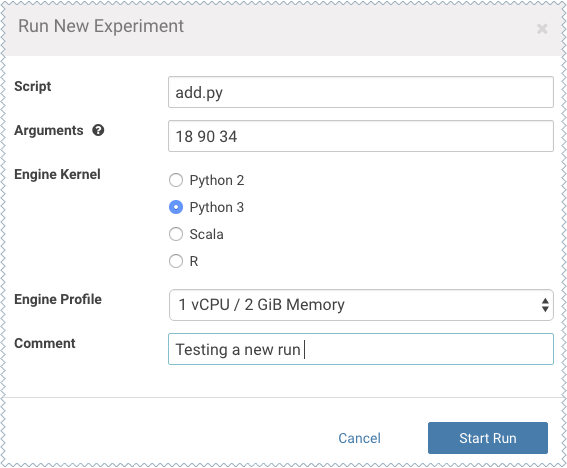 Run New Experiment
Script
add.py
Arguments
18 90 34
Engine Kernel
Python 2
Python 3
Scala
R
Engine Profile
1 vCPU / 2 GiB Memory
Comment
Testing a new run
Cancel
Start Run